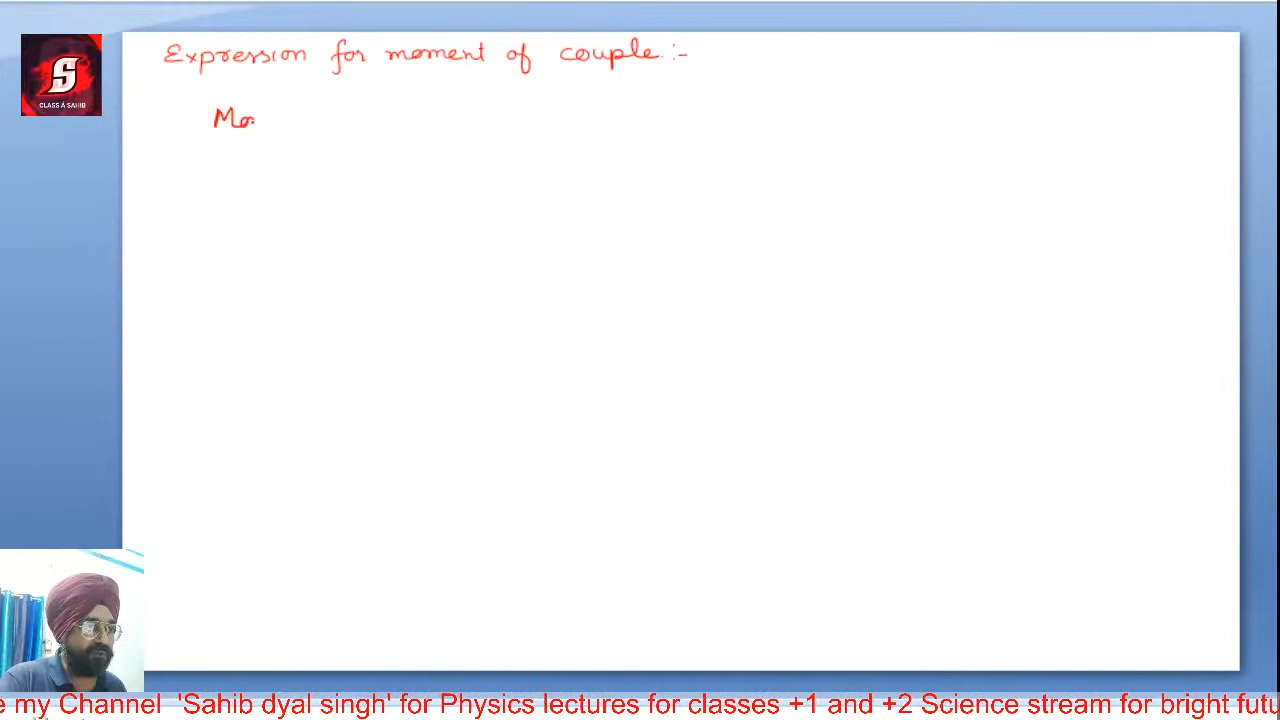 Expression for moment of couple :-
S
CLASS Á SAHIB
Mo
e my Channel 'Sahib dyal singh' for Physics lectures for classes +1 and +2 Science stream for bright futu